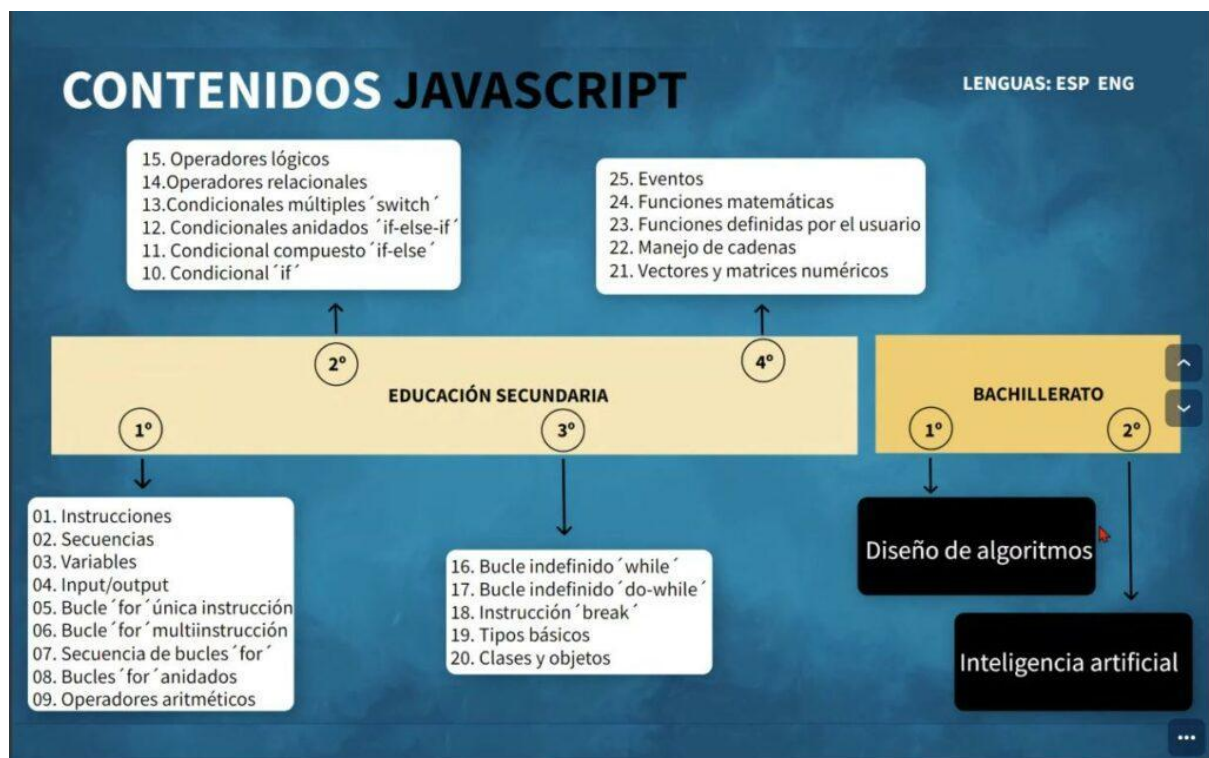 CONTENIDOS JAVASCRIPT
LENGUAS: ESP ENG
15. Operadores lógicos
14.Operadores relacionales
13.Condicionales múltiples ´switch´
12. Condicionales anidados ´if-else-if´
11. Condicional compuesto ´if-else´
10. Condicional ´if´
25. Eventos
24. Funciones matemáticas
23. Funciones definidas por el usuario
22. Manejo de cadenas
21. Vectores y matrices numéricos
2º
4º
EDUCACIÓN SECUNDARIA
1º
3º
BACHILLERATO
1º
2º
01. Instrucciones
02. Secuencias
03. Variables
04. Input/output
05. Bucle ´for´ única instrucción
06. Bucle ´for´ multiinstrucción
07. Secuencia de bucles ´for´
08. Bucles ´for´ anidados
09. Operadores aritméticos
16. Bucle indefinido ´while´
17. Bucle indefinido ´do-while´
18. Instrucción ´break´
19. Tipos básicos
20. Clases y objetos
Diseño de algoritmos
Inteligencia artificial